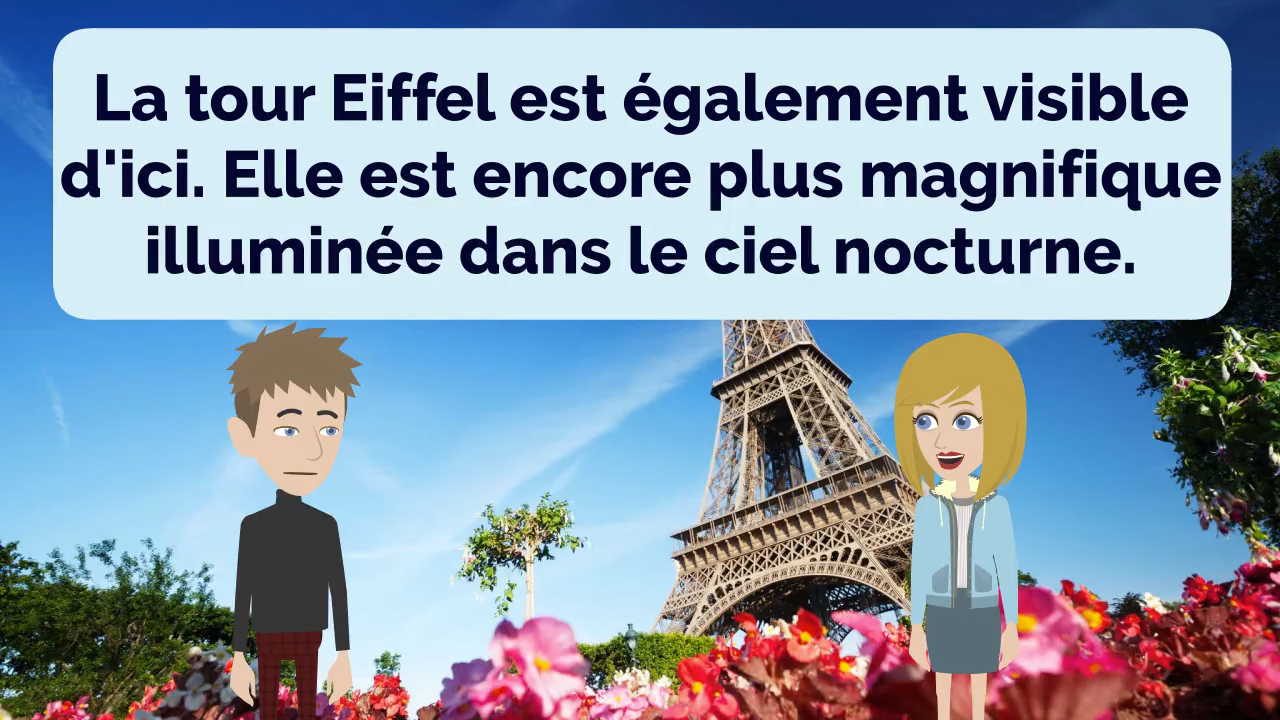 La tour Eiffel est également visible
d'ici. Elle est encore plus magnifique
illuminée dans le ciel nocturne.